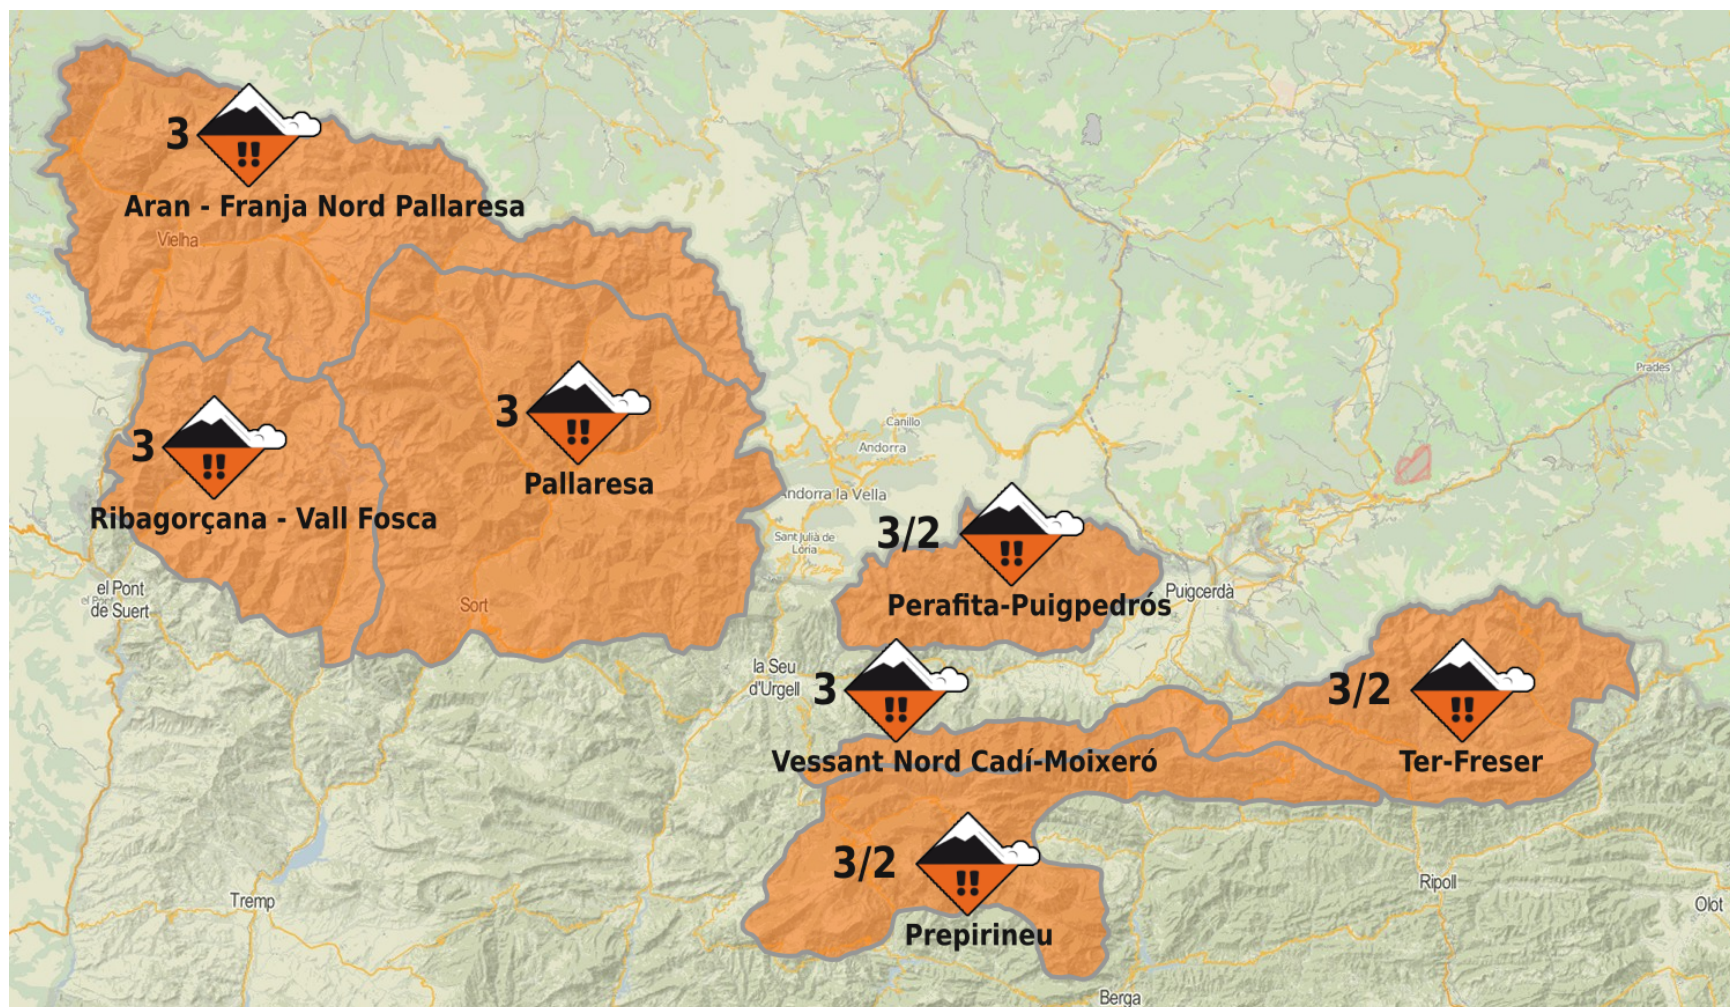 3
!!
Aran - Franja Nord Pallaresa
Vielha
3
!!
Pallaresa
3
!!
Ribagorçana - Vall Fosca
Prades
Canillo
Andorra
Andorra la Vella
Sant Julià de
Lòria
3/2
!!
Perafita-Puigpedrós
Puigcerdà
el Pont
de Suert
Sort
la Seu
d'Urgell
3
!!
Vessant Nord Cadí-Moixeró
3/2
!!
Ter-Freser
3/2
!!
Prepirineu
Tremp
Ripoll
Olot
Berga